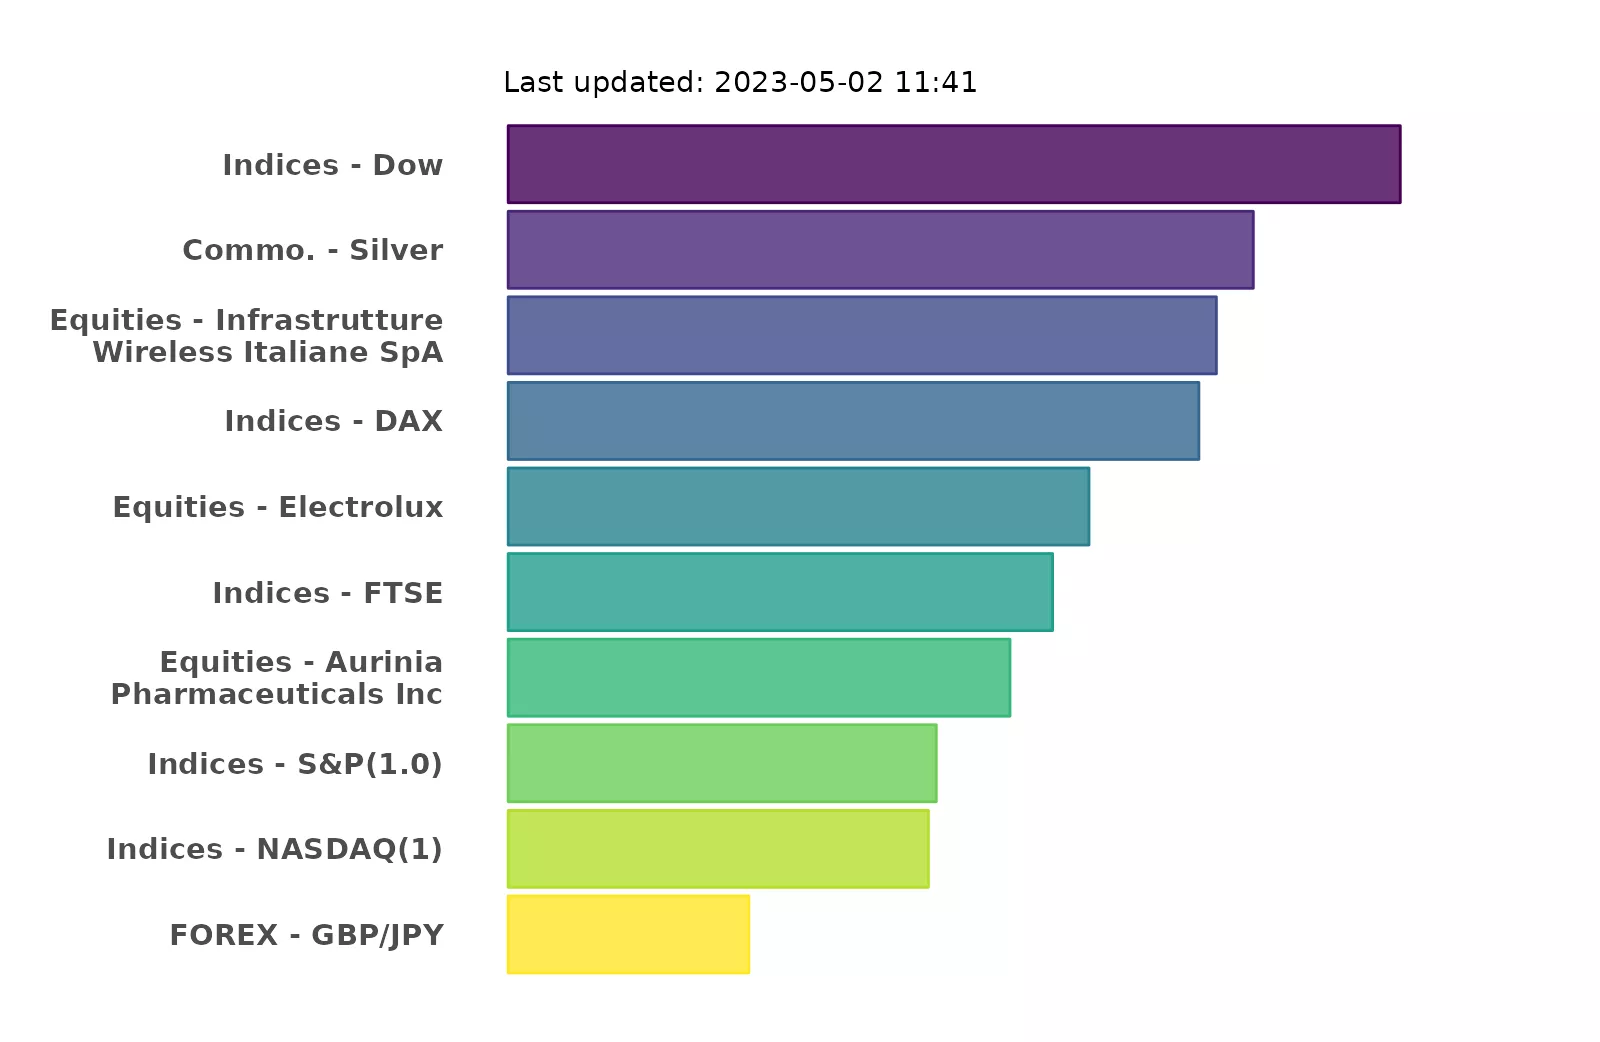 Last updated: 2023-05-02 11:41
Indices - Dow
Commo. - Silver
Equities - Infrastrutture
Wireless Italiane SpA
Indices - DAX
Equities - Electrolux
Indices - FTSE
Equities - Aurinia
Pharmaceuticals Inc
Indices - S&P(1.0)
Indices - NASDAQ(1)
FOREX - GBP/JPY